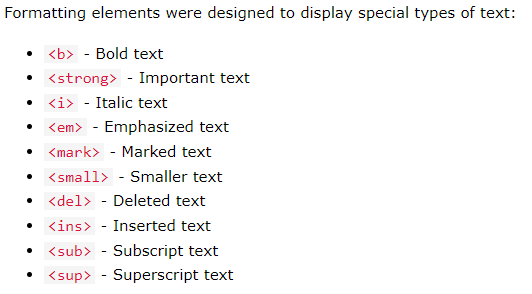 Formatting elements were designed to display special types of text:
• <b> - Bold text
• <strong> - Important text
• <i> - Italic text
• <em> - Emphasized text
• <mark> - Marked text
• <small> - Smaller text
• <del> - Deleted text
• <ins> - Inserted text
• <sub> - Subscript text
• <sup> - Superscript text